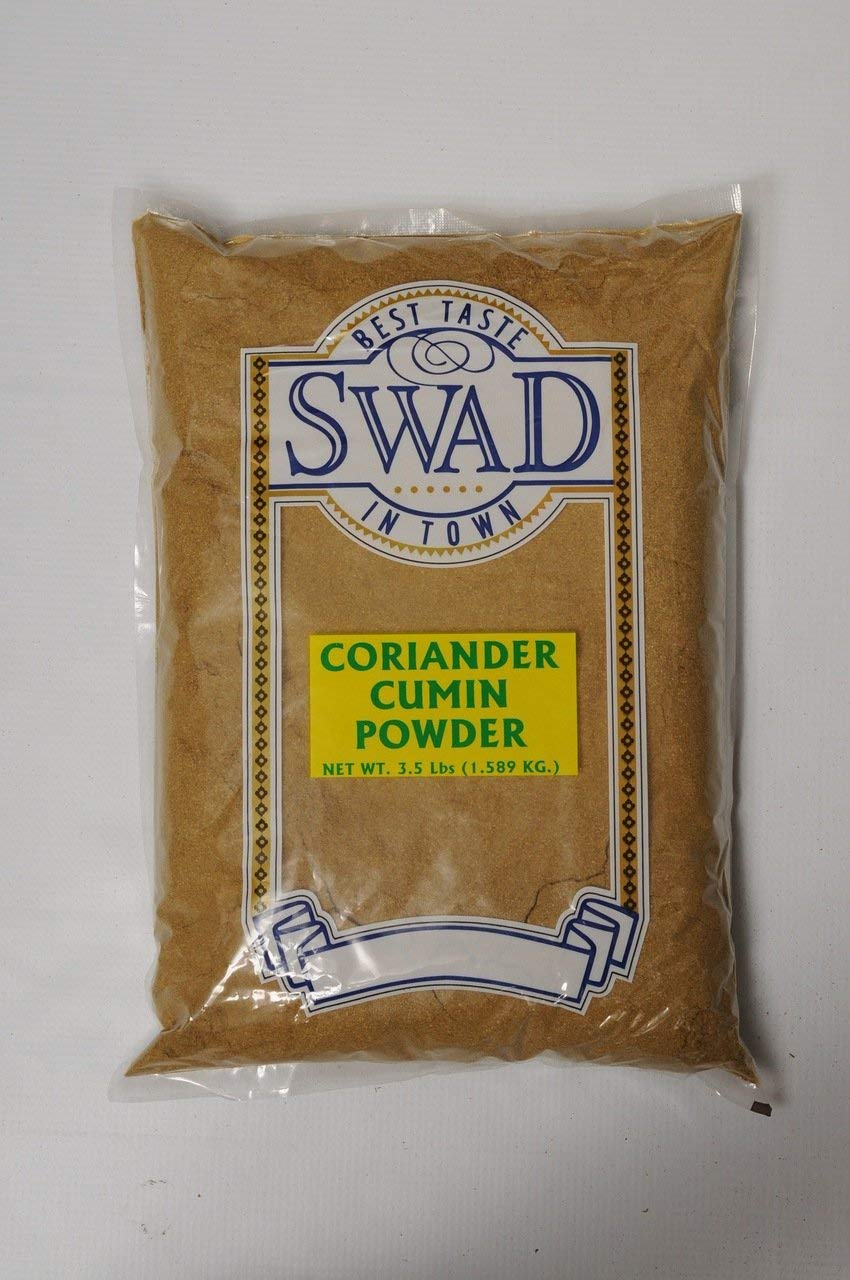 BEST TASTE
SWAD
IN TOWN
CORIANDER
CUMIN
POWDER
NET WT. 3.5 Lbs (1.589 KG.)